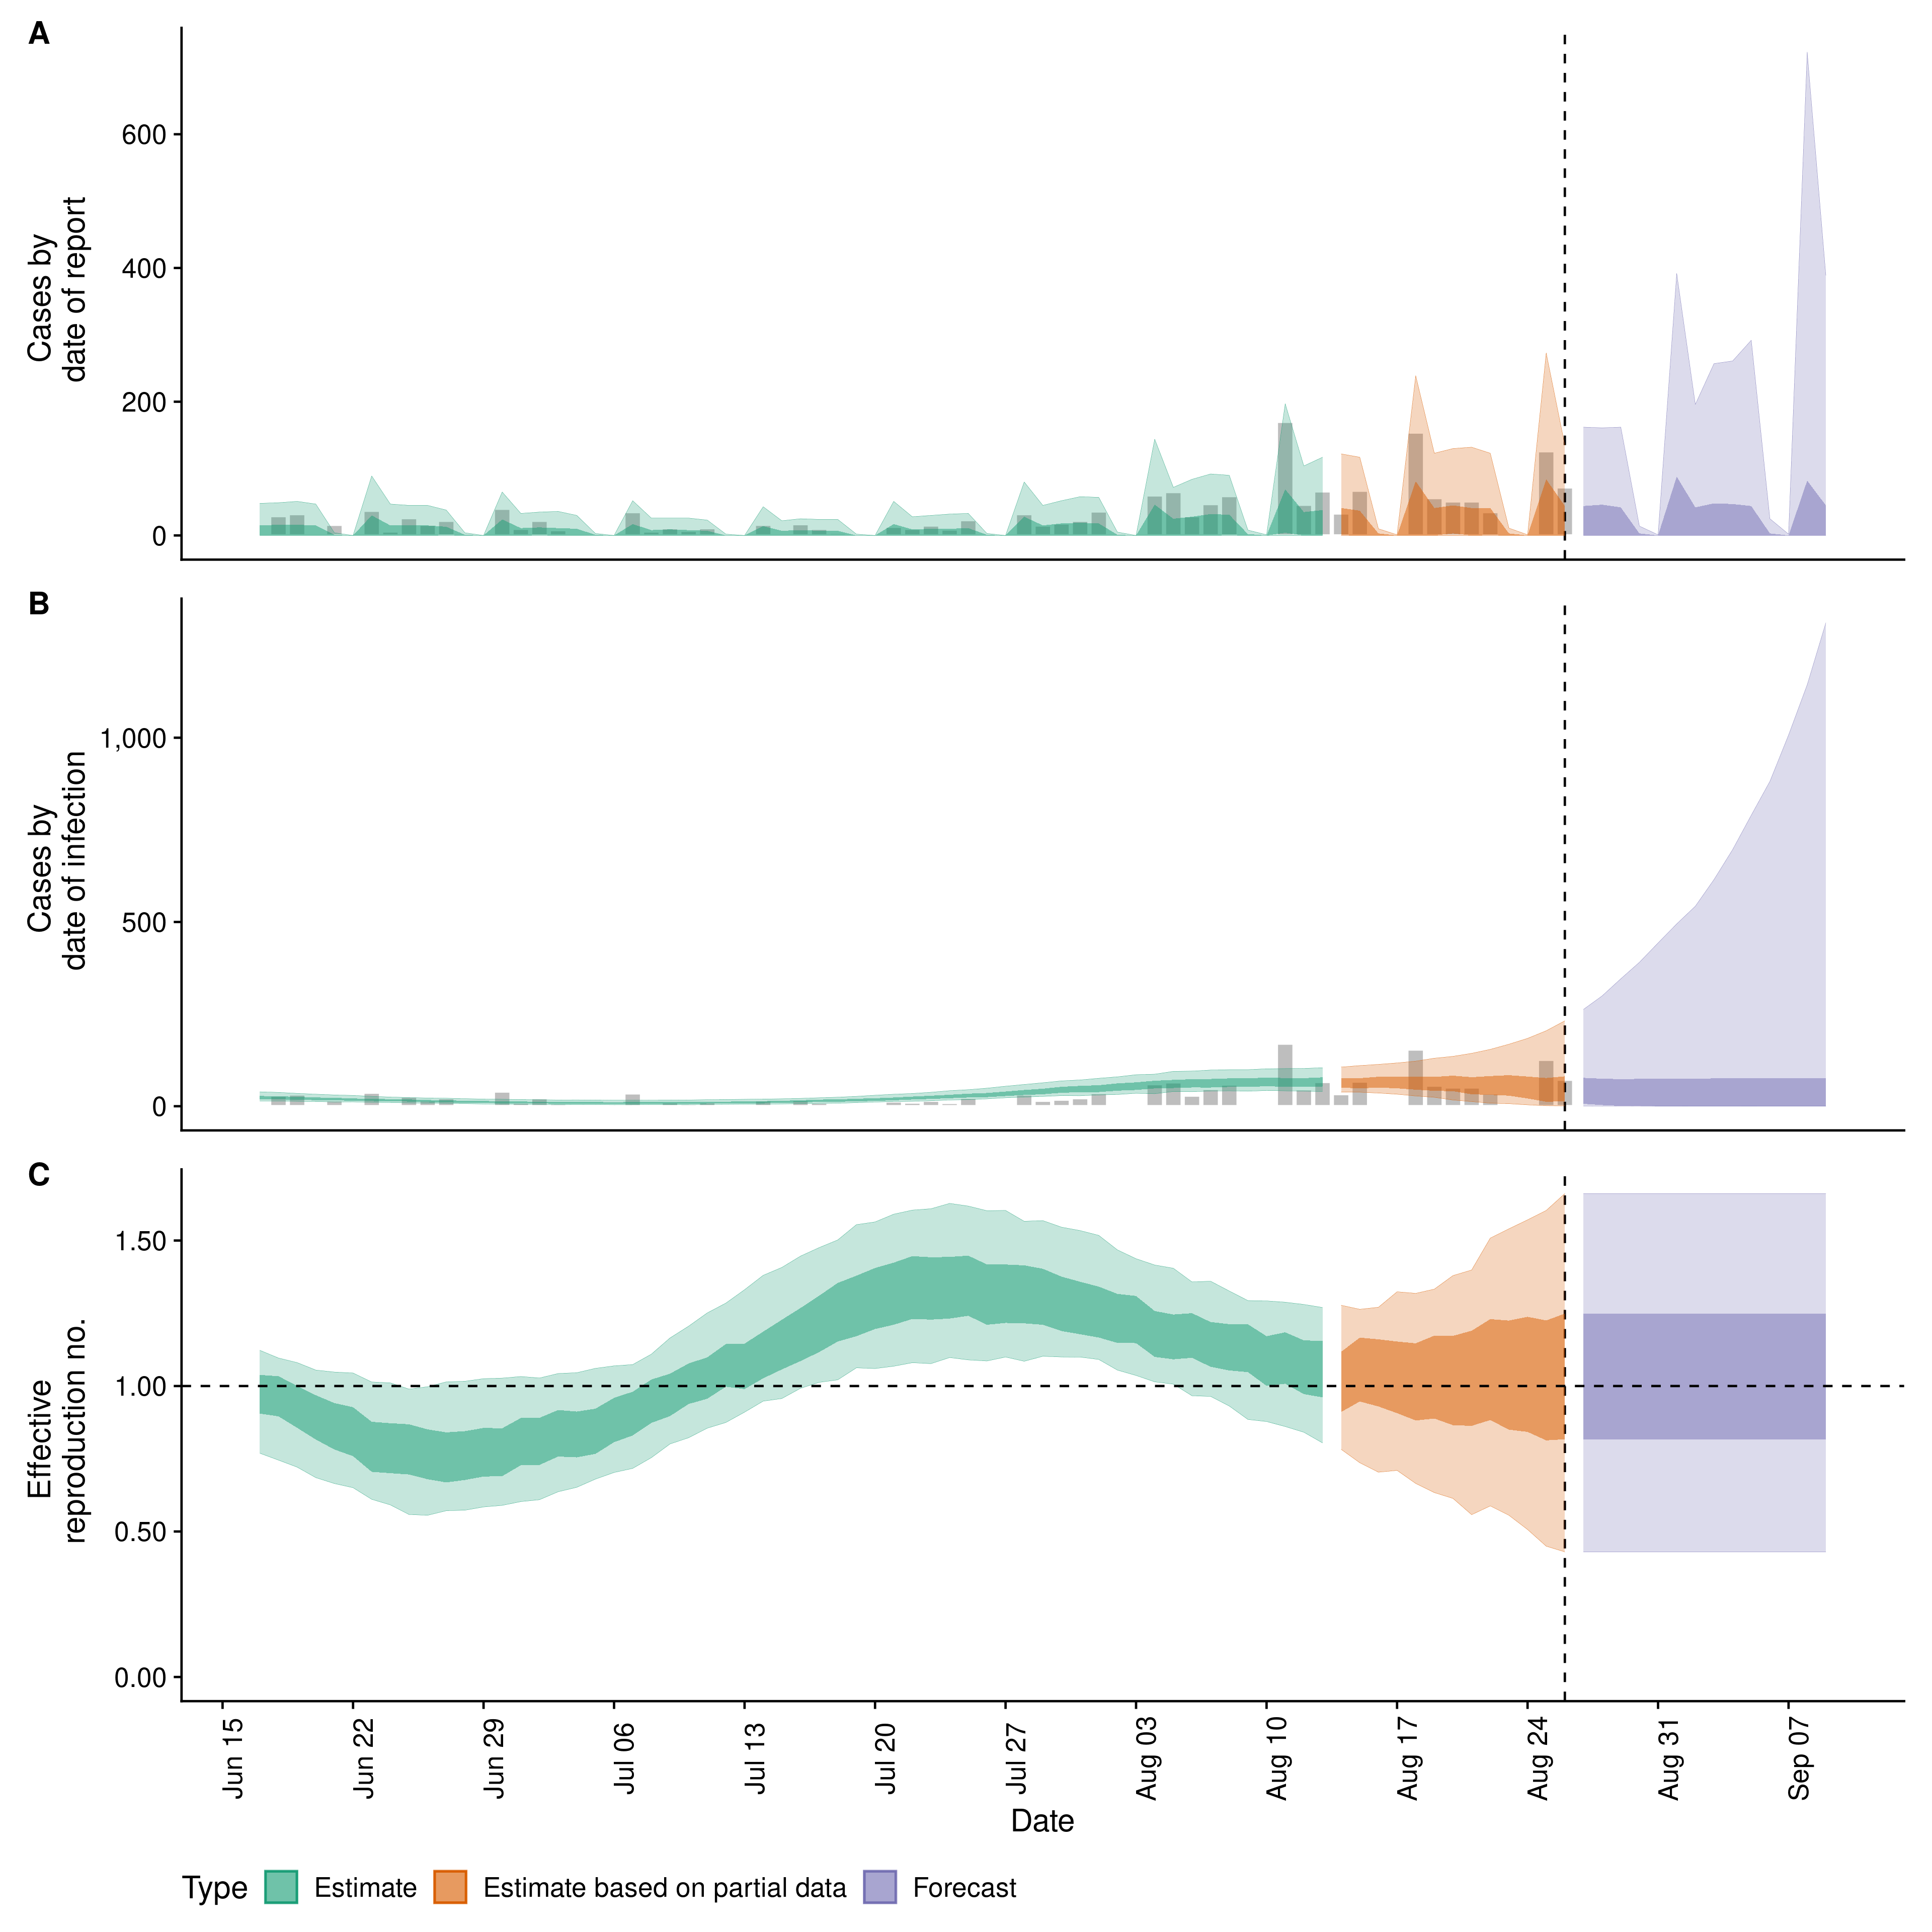 A
Cases by
date of report
600
400
200
0
B
Cases by
date of infection
1,000
500
0
C
Effective
reproduction no.
1.50
1.00
0.50
0.00
Jun 15
Jun 22
Jun 29
Jul 06
Jul 13
Jul 20
Jul 27
Aug 03
Aug 10
Aug 17
Aug 24
Aug 31
Sep 07
Date
Type Estimate Estimate based on partial data Forecast